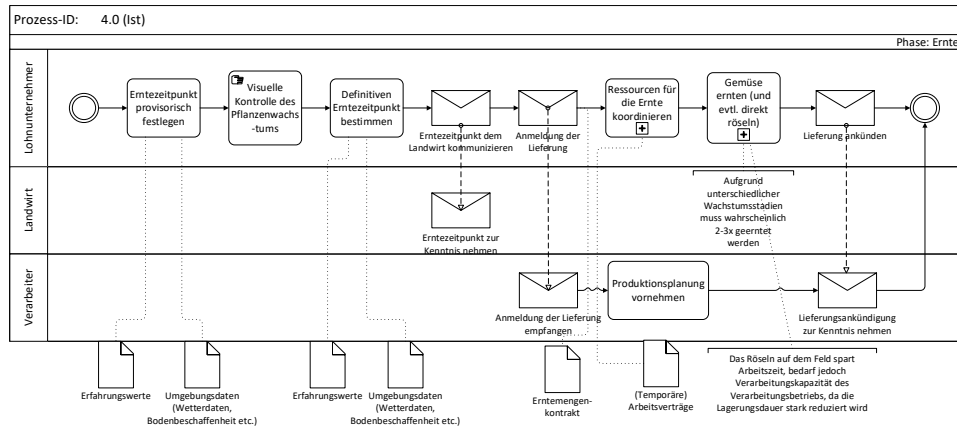 Prozess-ID: 4.0 (Ist)
Phase: Ernte
Lohnunternehmer
Erntezeitpunkt
provisorisch
festlegen
Visuelle
Kontrolle des
Pflanzenwachs
-tums
Definitiven
Erntezeitpunkt
bestimmen
Erntezeitpunkt dem
Landwirt kommunizieren
Anmeldung der
Lieferung
Ressourcen für
die Ernte
koordinieren
Gemüse
ernten (und
evtl. direkt
röseln)
Lieferung ankünden
Landwirt
Erntezeitpunkt zur
Kenntnis nehmen
Aufgrund
unterschiedlicher
Wachstumsstadien
muss wahrscheinlich
2-3x geerntet
werden
Verarbeiter
Anmeldung der Lieferung
empfangen
Produktionsplanung
vornehmen
Lieferungsankündigung
zur Kenntnis nehmen
Erfahrungswerte
Umgebungsdaten
(Wetterdaten,
Bodenbeschaffenheit etc.)
Erfahrungswerte
Umgebungsdaten
(Wetterdaten,
Bodenbeschaffenheit etc.)
Erntemengen-
kontrakt
(Temporäre)
Arbeitsverträge
Das Röseln auf dem Feld spart
Arbeitszeit, bedarf jedoch
Verarbeitungskapazität des
Verarbeitungsbetriebs, da die
Lagerungsdauer stark reduziert wird